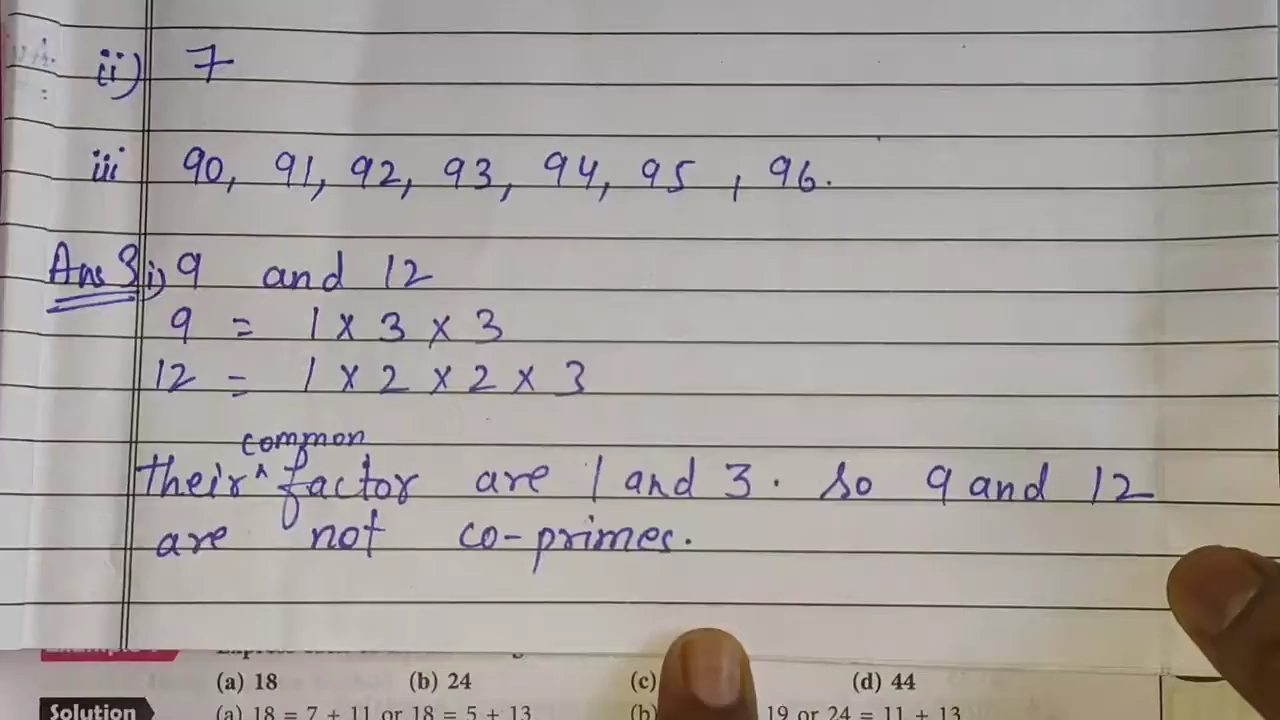 ii) 7
iii 90, 91, 92, 93, 94, 95 , 96.
Ans 3 i) 9 and 12
9 = 1 x 3 x 3
12 = 1 x 2 x 2 x 3
common
Their ^ factor are 1 and 3. so 9 and 12
are not co-primes.
(a) 18 (b) 24 (c) (d) 44
Solution (a) 18 = 7 + 11 or 18 = 5 + 13 (b) 19 or 24 = 11 + 13